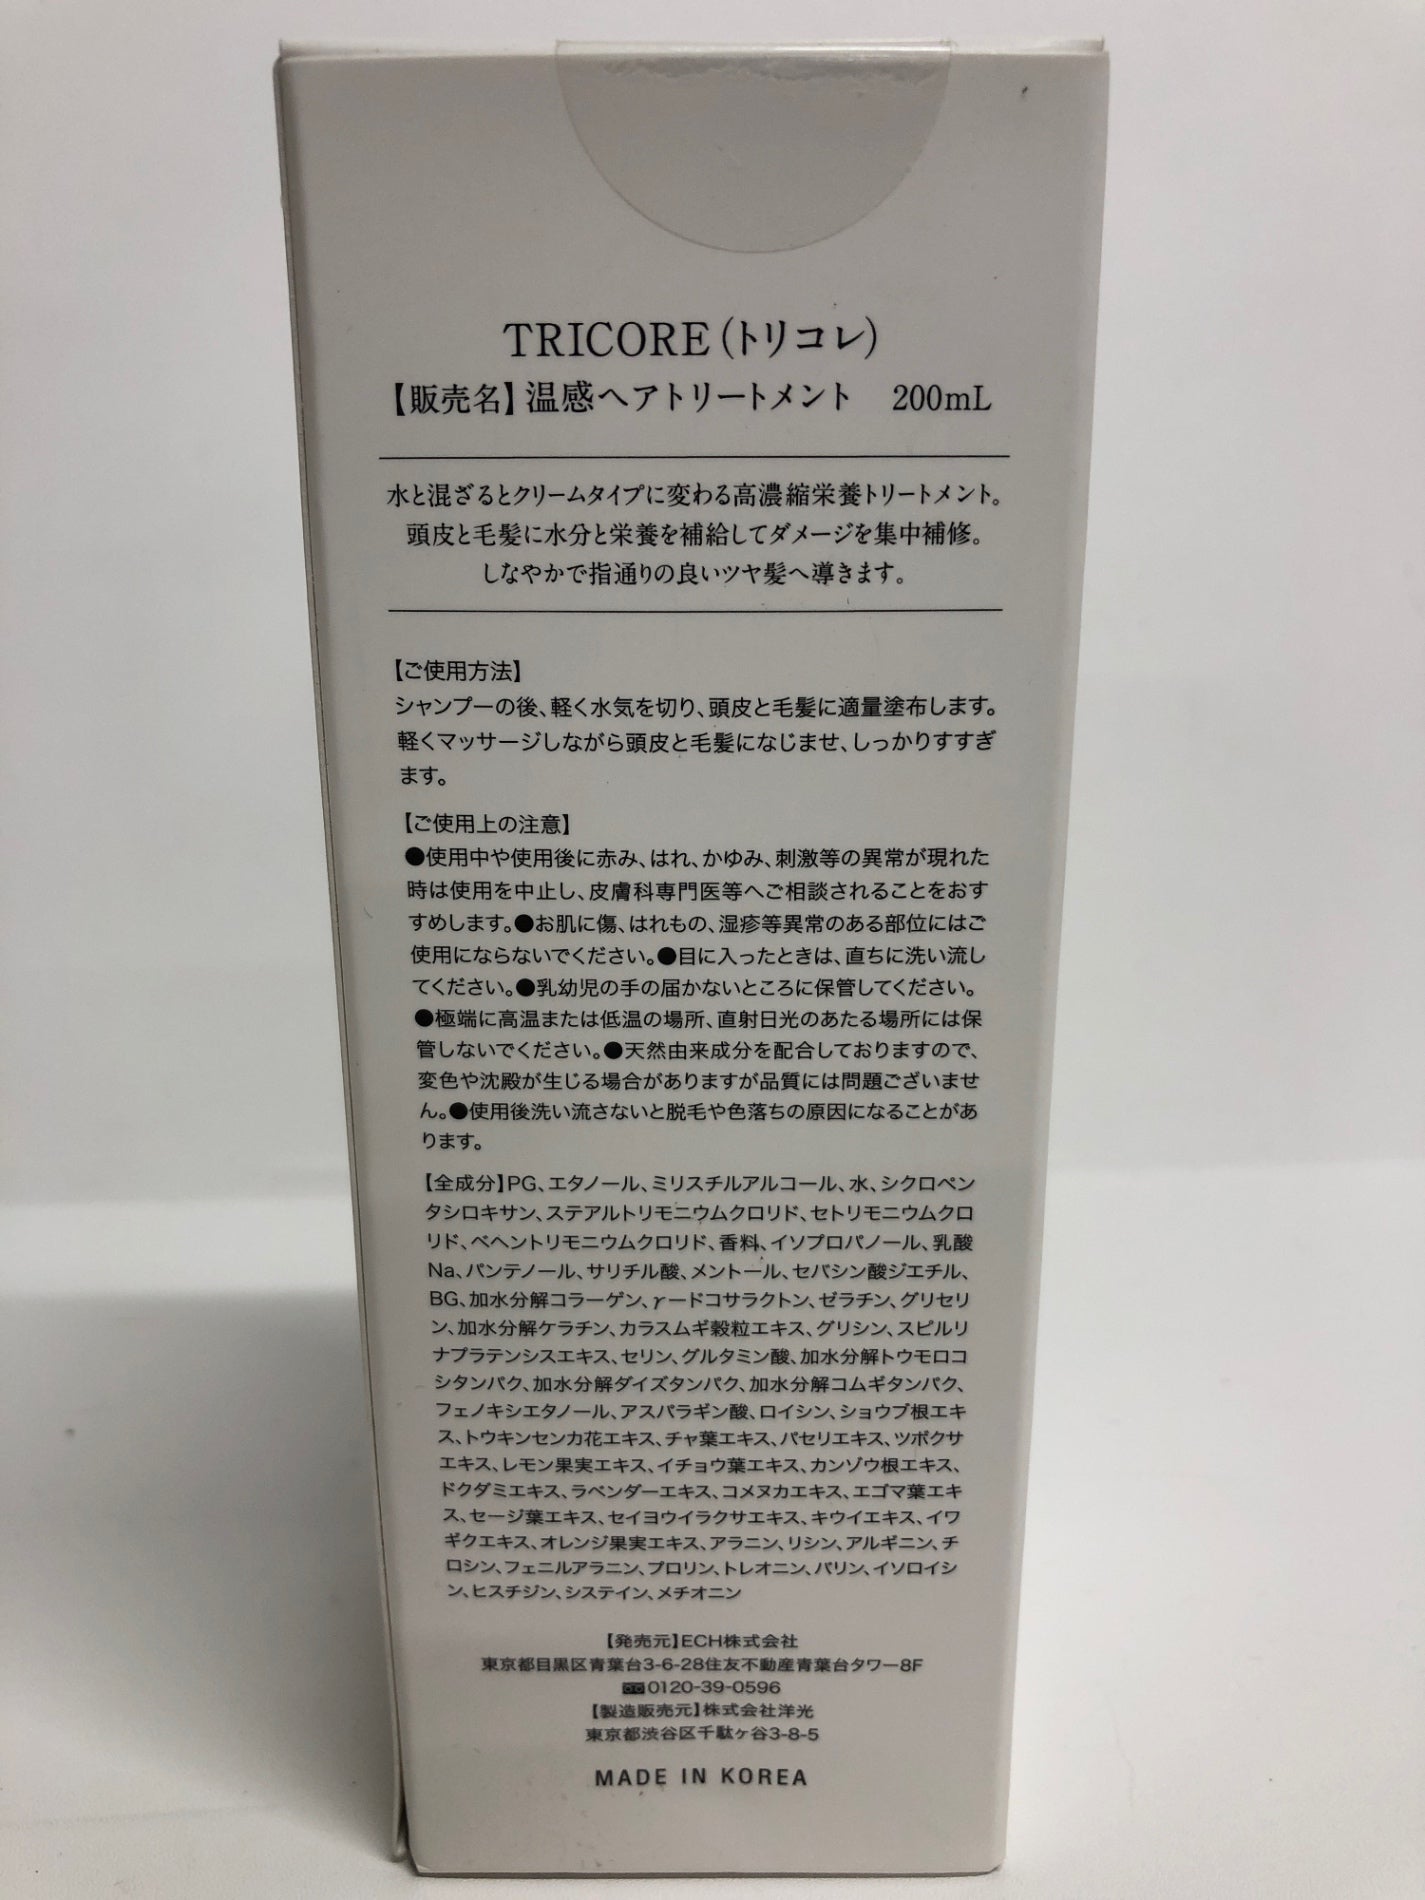 TRICORE(トリコレ)
【販売名】温感ヘアトリートメント 200mL
水と混ざるとクリームタイプに変わる高濃縮栄養トリートメント。
頭皮と毛髪に水分と栄養を補給してダメージを集中補修。
しなやかで指通りの良いツヤ髪へ導きます。
【ご使用方法】
シャンプーの後、軽く水気を切り、頭皮と毛髪に適量塗布します。
軽くマッサージしながら頭皮と毛髪になじませ、しっかりすすぎ
ます。
【ご使用上の注意】
●使用中や使用後に赤み、はれ、かゆみ、刺激等の異常が現れた
時は使用を中止し、皮膚科専門医等へご相談されることをおす
すめします。●お肌に傷、はれもの、湿疹等異常のある部位にはご
使用にならないでください。●目に入ったときは、直ちに洗い流し
てください。●乳幼児の手の届かないところに保管してください。
●極端に高温または低温の場所、直射日光のあたる場所には保
管しないでください。●天然由来成分を配合しておりますので、
変色や沈殿が生じる場合がありますが品質には問題ございませ
ん。●使用後洗い流さないと脱毛や色落ちの原因になることがあ
ります。
【全成分】PG、エタノール、ミリスチルアルコール、水、シクロペン
タシロキサン、ステアルトリモニウムクロリド、セトリモニウムクロ
リド、ベヘントリモニウムクロリド、香料、イソプロパノール、乳酸
Na、パンテノール、サリチル酸、メントール、セバシン酸ジエチル、
BG、加水分解コラーゲン、γードコサラクトン、ゼラチン、グリセリ
ン、加水分解ケラチン、カラスムギ穀粒エキス、グリシン、スピルリ
ナプラテンシスエキス、セリン、グルタミン酸、加水分解トウモロコ
シタンパク、加水分解ダイズタンパク、加水分解コムギタンパク、
フェノキシエタノール、アスパラギン酸、ロイシン、ショウブ根エキ
ス、トウキンセンカ花エキス、チャ葉エキス、パセリエキス、ツボクサ
エキス、レモン果実エキス、イチョウ葉エキス、カンゾウ根エキス、
ドクダミエキス、ラベンダーエキス、コメヌカエキス、エゴマ葉エキ
ス、セージ葉エキス、セイヨウイラクサエキス、キウイエキス、イワ
ギクエキス、オレンジ果実エキス、アラニン、リシン、アルギニン、チ
ロシン、フェニルアラニン、プロリン、トレオニン、バリン、イソロイシ
ン、ヒスチジン、システイン、メチオニン
【発売元】ECH株式会社
東京都目黒区青葉台3-6-28住友不動産青葉台タワー8F
0120-39-0596
【製造販売元】株式会社洋光
東京都渋谷区千駄ヶ谷3-8-5
MADE IN KOREA